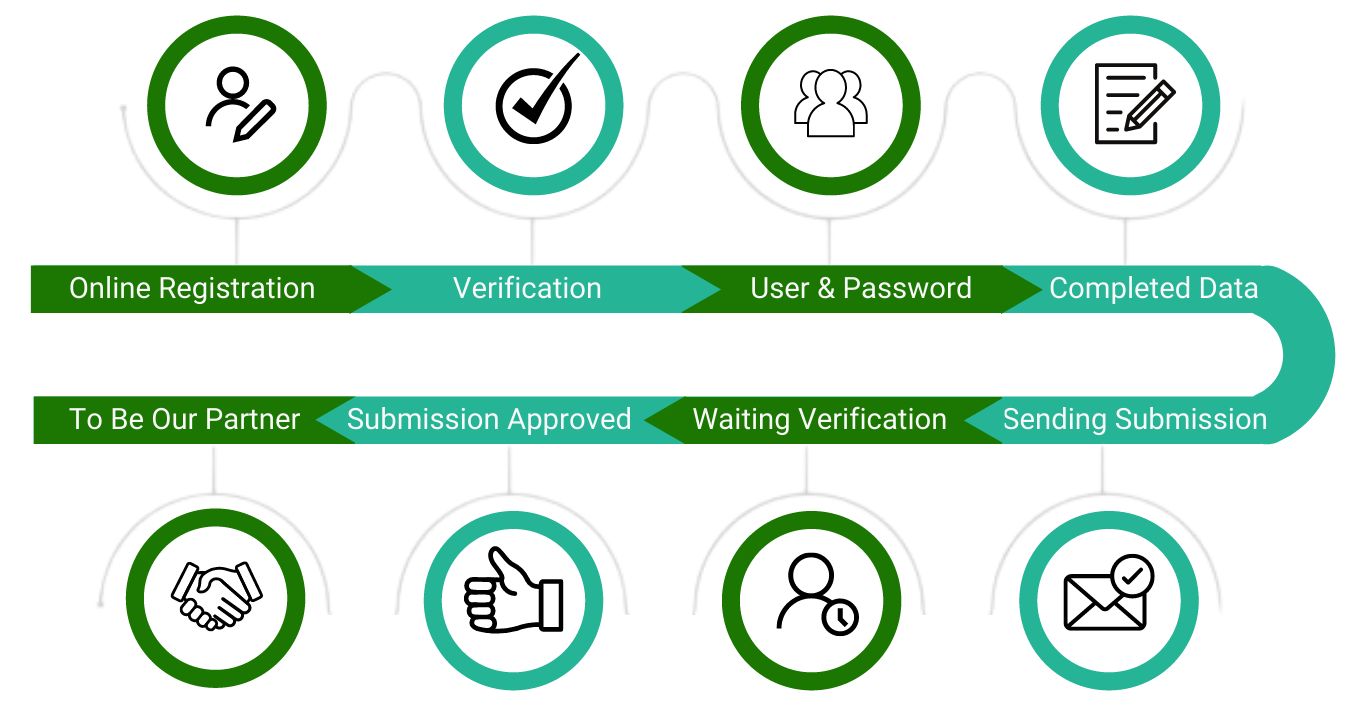 Online Registration
Verification
User & Password
Completed Data
To Be Our Partner
Submission Approved
Waiting Verification
Sending Submission